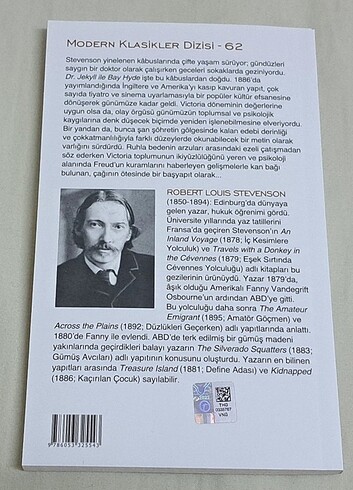 MODERN KLASİKLER DİZİSİ - 62
Stevenson yinelenen kâbuslarında çifte yaşam sürüyor; gündüzleri
saygın bir doktor olarak çalışırken geceleri sokaklarda geziniyordu.
Dr. Jekyll ile Bay Hyde işte bu kâbuslardan doğdu. 1886'da
yayımlandığında İngiltere ve Amerika'yı kasıp kavuran yapıt, çok
sayıda tiyatro ve sinema uyarlamasıyla bir popüler kültür efsanesine
dönüşerek günümüze kadar geldi. Victoria döneminin değerlerine
uygun olsa da, olay örgüsü günümüzün toplumsal ve psikolojik
kaygılarına denk düşecek biçimde yeniden işlenebilmesine elveriyordu.
Bir yandan da, bunca şan şöhretin gölgesinde kalan edebi derinliği
ve çokkatmanlılığıyla farklı düzeylerde okunabilecek bir metin olarak
varlığını sürdürdü. Ruhla bedenin arzuları arasındaki ezeli çatışmadan
söz ederken Victoria toplumunun ikiyüzlülüğünü yeren ve psikoloji
alanında Freud'un kuramlarını haberleyen gelişmelerle kan bağı
bulunan, çağının ötesinde bir başyapıt olarak...
ROBERT LOUIS STEVENSON
(1850-1894): Edinburg'da dünyaya
gelen yazar, hukuk öğrenimi gördü.
Üniversite yıllarında yaz tatillerini
Fransa'da geçiren Stevenson'ın An
Inland Voyage (1878; İç Kesimlere
Yolculuk) ve Travels with a Donkey in
the Cévennes (1879; Eşek Sırtında
Cévennes Yolculuğu) adlı kitapları bu
gezilerinin ürünüydü. Yazar 1879'da,
âşık olduğu Amerikalı Fanny Vandegrift
Osbourne'un ardından ABD'ye gitti.
Bu yolculuğu daha sonra The Amateur
Emigrant (1895; Amatör Göçmen) ve
Across the Plains (1892; Düzlükleri Geçerken) adlı yapıtlarında anlattı.
1880'de Fanny ile evlendi. ABD'de terk edilmiş bir gümüş madeni
yakınlarında geçirdikleri balayı yazarın The Silverado Squatters (1883;
Gümüş Avcıları) adlı yapıtının konusunu oluşturdu. Yazarın en bilinen
yapıtları arasında Treasure Island (1881; Define Adası) ve Kidnapped
(1886; Kaçırılan Çocuk) sayılabilir.
9 786053 325543